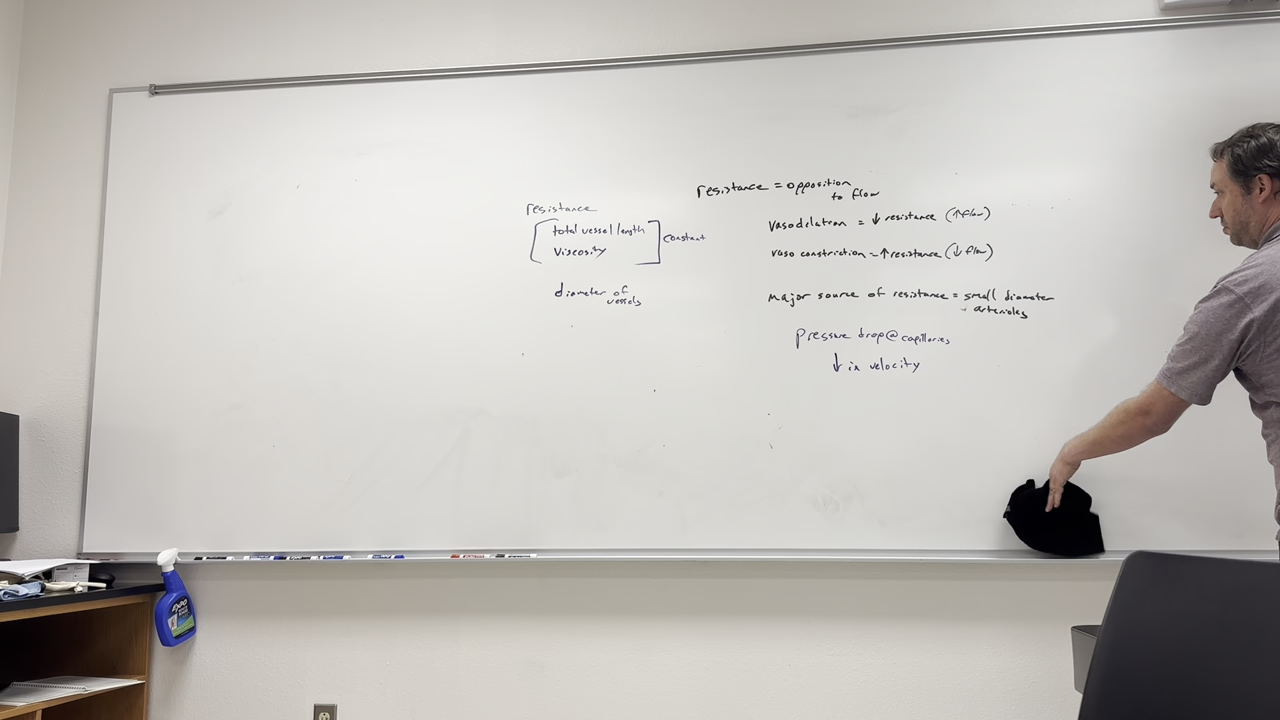 resistance
total vessel length
viscosity
constant
diameter of
vessels
resistance = opposition
to flow
vasodilation = ↓ resistance (↑flow)
vaso constriction = ↑ resistance (↓ flow)
major source of resistance = small diameter
arterioles
pressure drop @ capillaries
↓ in velocity
EXPO